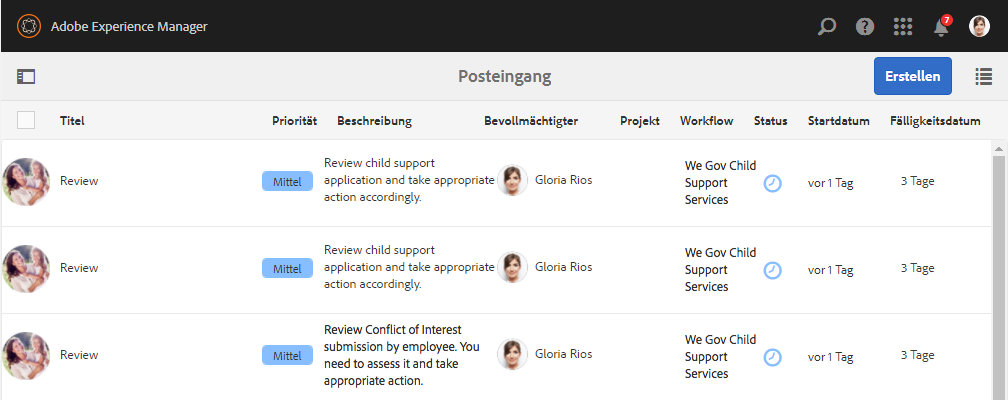 Adobe Experience Manager
7
Posteingang
Erstellen
Titel Priorität Beschreibung Bevollmächtigter Projekt Workflow Status Startdatum Fälligkeitsdatum
Review Mittel Review child support
application and take appropriate
action accordingly. Gloria Rios We Gov Child
Support
Services vor 1 Tag 3 Tage
Review Mittel Review child support
application and take appropriate
action accordingly. Gloria Rios We Gov Child
Support
Services vor 1 Tag 3 Tage
Review Mittel Review Conflict of Interest
submission by employee. You
need to assess it and take
appropriate action. Gloria Rios We Gov Child
Support
Services vor 1 Tag 3 Tage